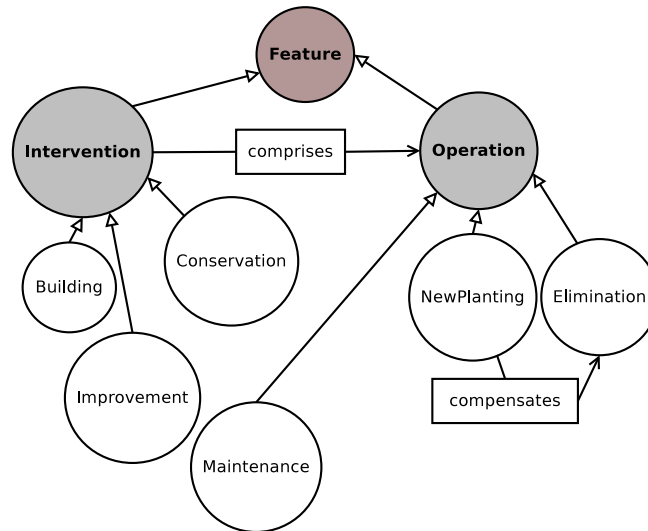 Feature
Intervention
comprises
Operation
Conservation
Building
NewPlanting
Elimination
Improvement
compensates
Maintenance